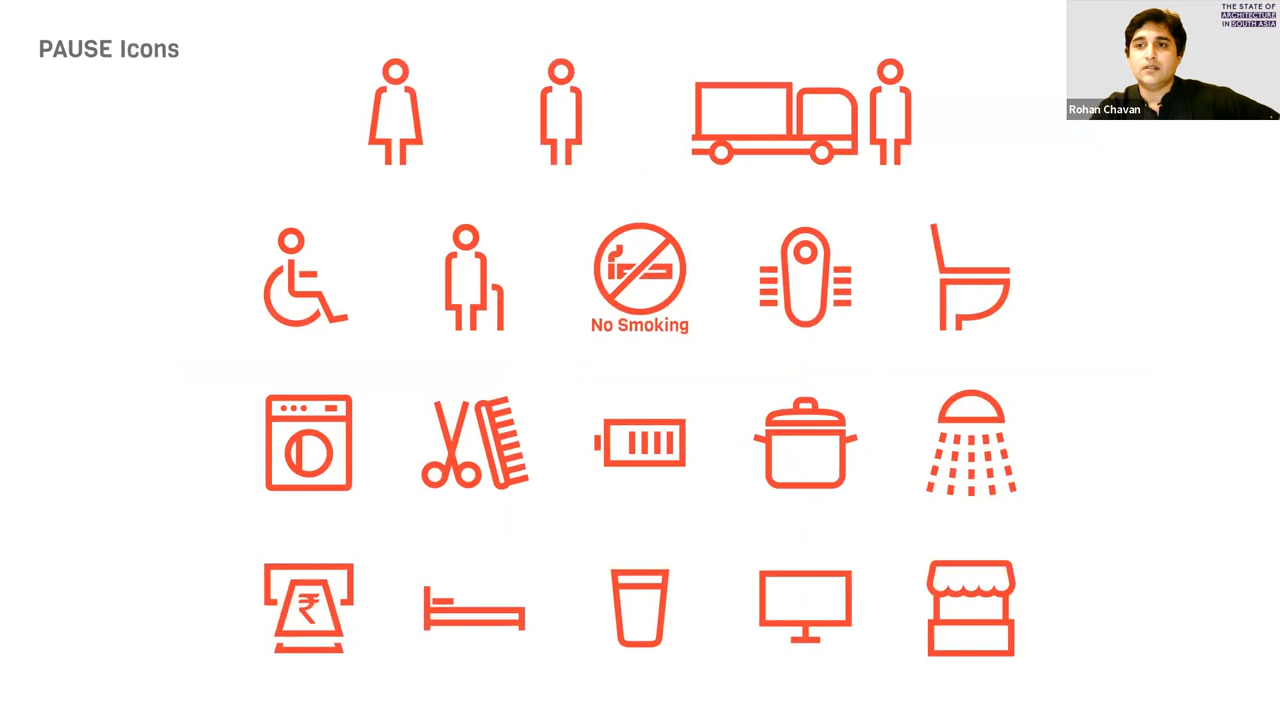 PAUSE Icons
THE STATE OF
ARCHITECTURE
IN SOUTH ASIA
Rohan Chavan
No Smoking
₹